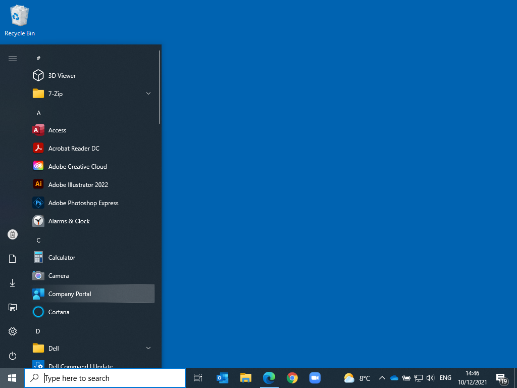 Recycle Bin
#
3D Viewer
7-Zip
A
Access
Acrobat Reader DC
Adobe Creative Cloud
Adobe Illustrator 2022
Adobe Photoshop Express
Alarms & Clock
C
Calculator
Camera
Company Portal
Cortana
D
Dell
Dell Command | Update
Type here to search
8°C
ENG
14:46
10/12/2021
19